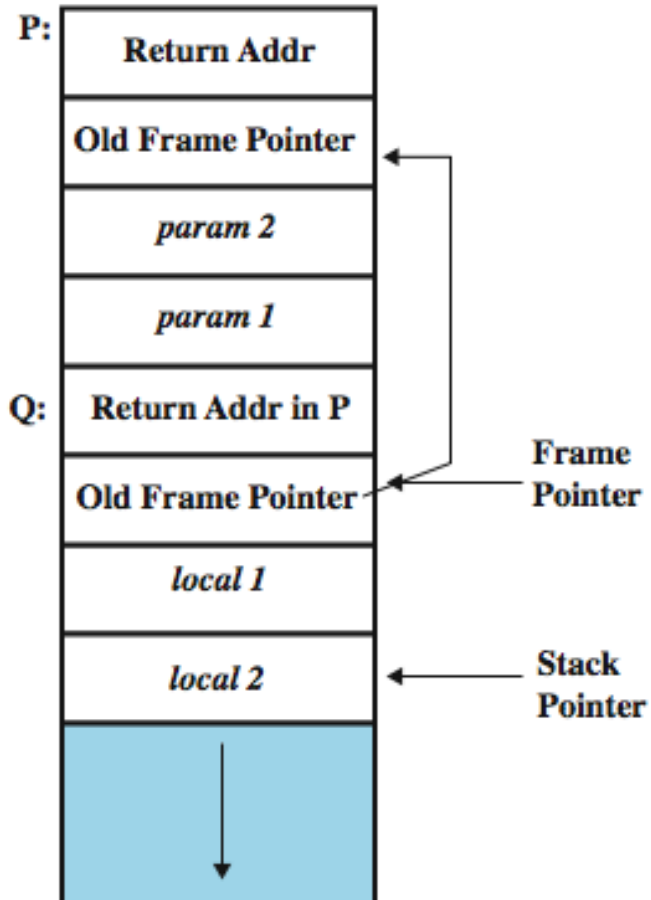 P:
Return Addr
Old Frame Pointer
param 2
param 1
Q:
Return Addr in P
Old Frame Pointer
Frame
Pointer
local 1
local 2
Stack
Pointer